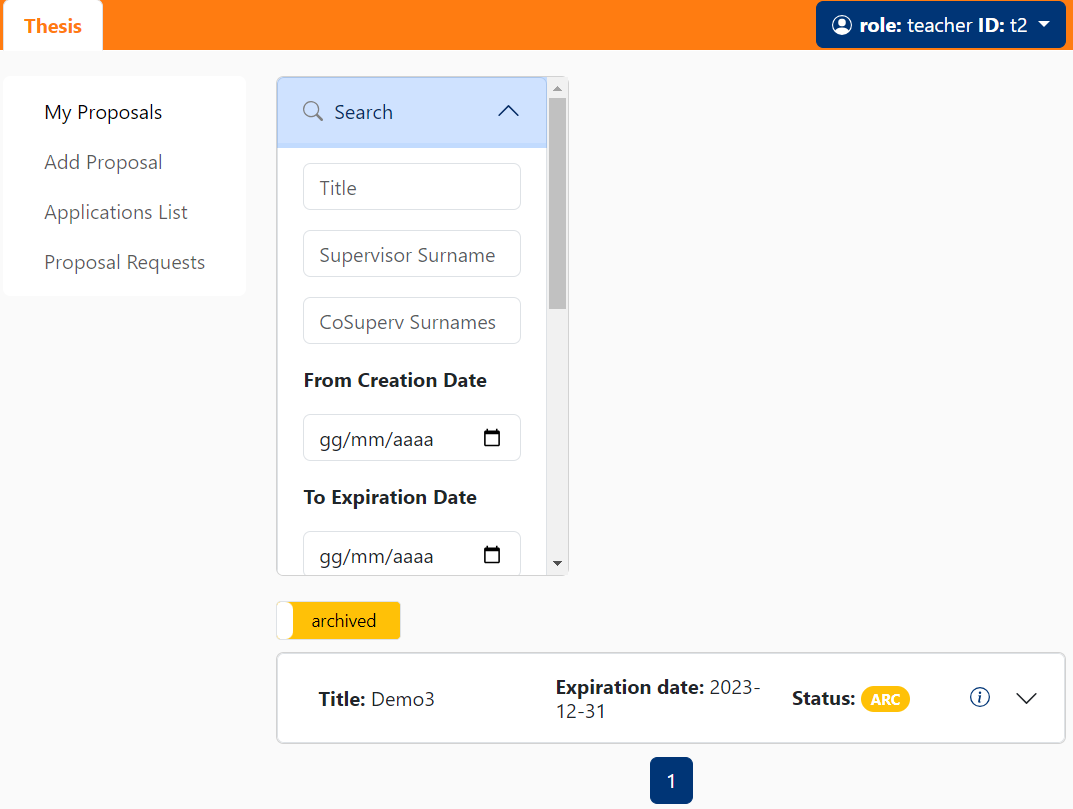 Thesis
role: teacher ID: t2
My Proposals
Add Proposal
Applications List
Proposal Requests
Search
Title
Supervisor Surname
CoSuperv Surnames
From Creation Date
gg/mm/aaaa
To Expiration Date
gg/mm/aaaa
archived
Title: Demo3
Expiration date: 2023-
12-31
Status: ARC
1